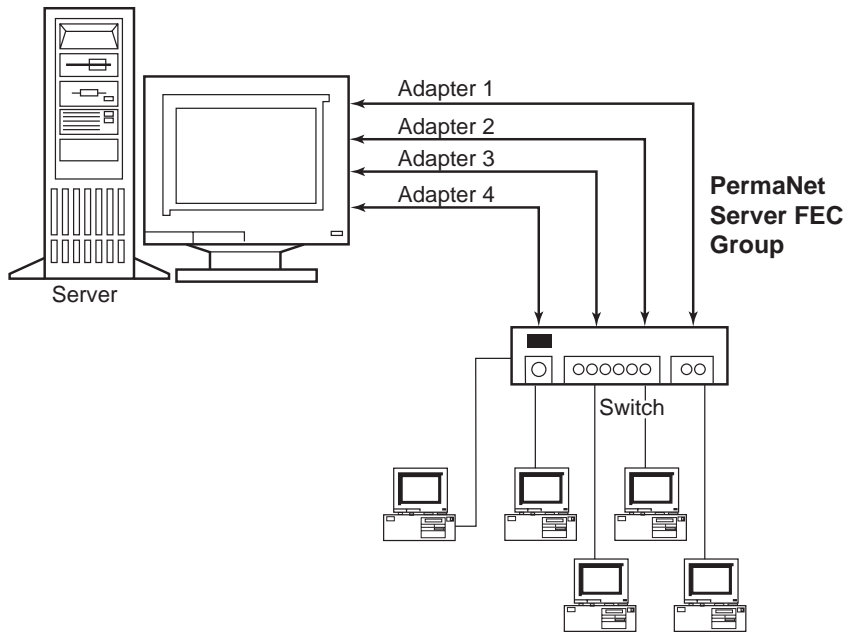 Adapter 1
Adapter 2
Adapter 3
Adapter 4
PermaNet
Server FEC
Group
Server
Switch